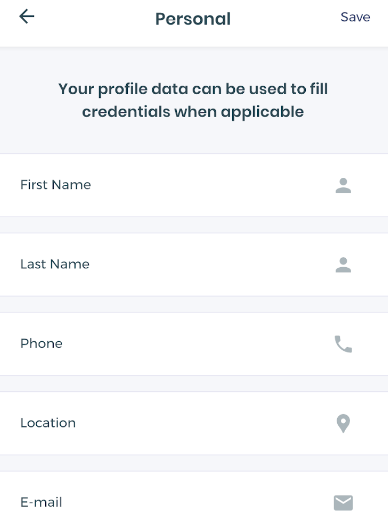 Personal
Save
Your profile data can be used to fill
credentials when applicable
First Name
Last Name
Phone
Location
E-mail